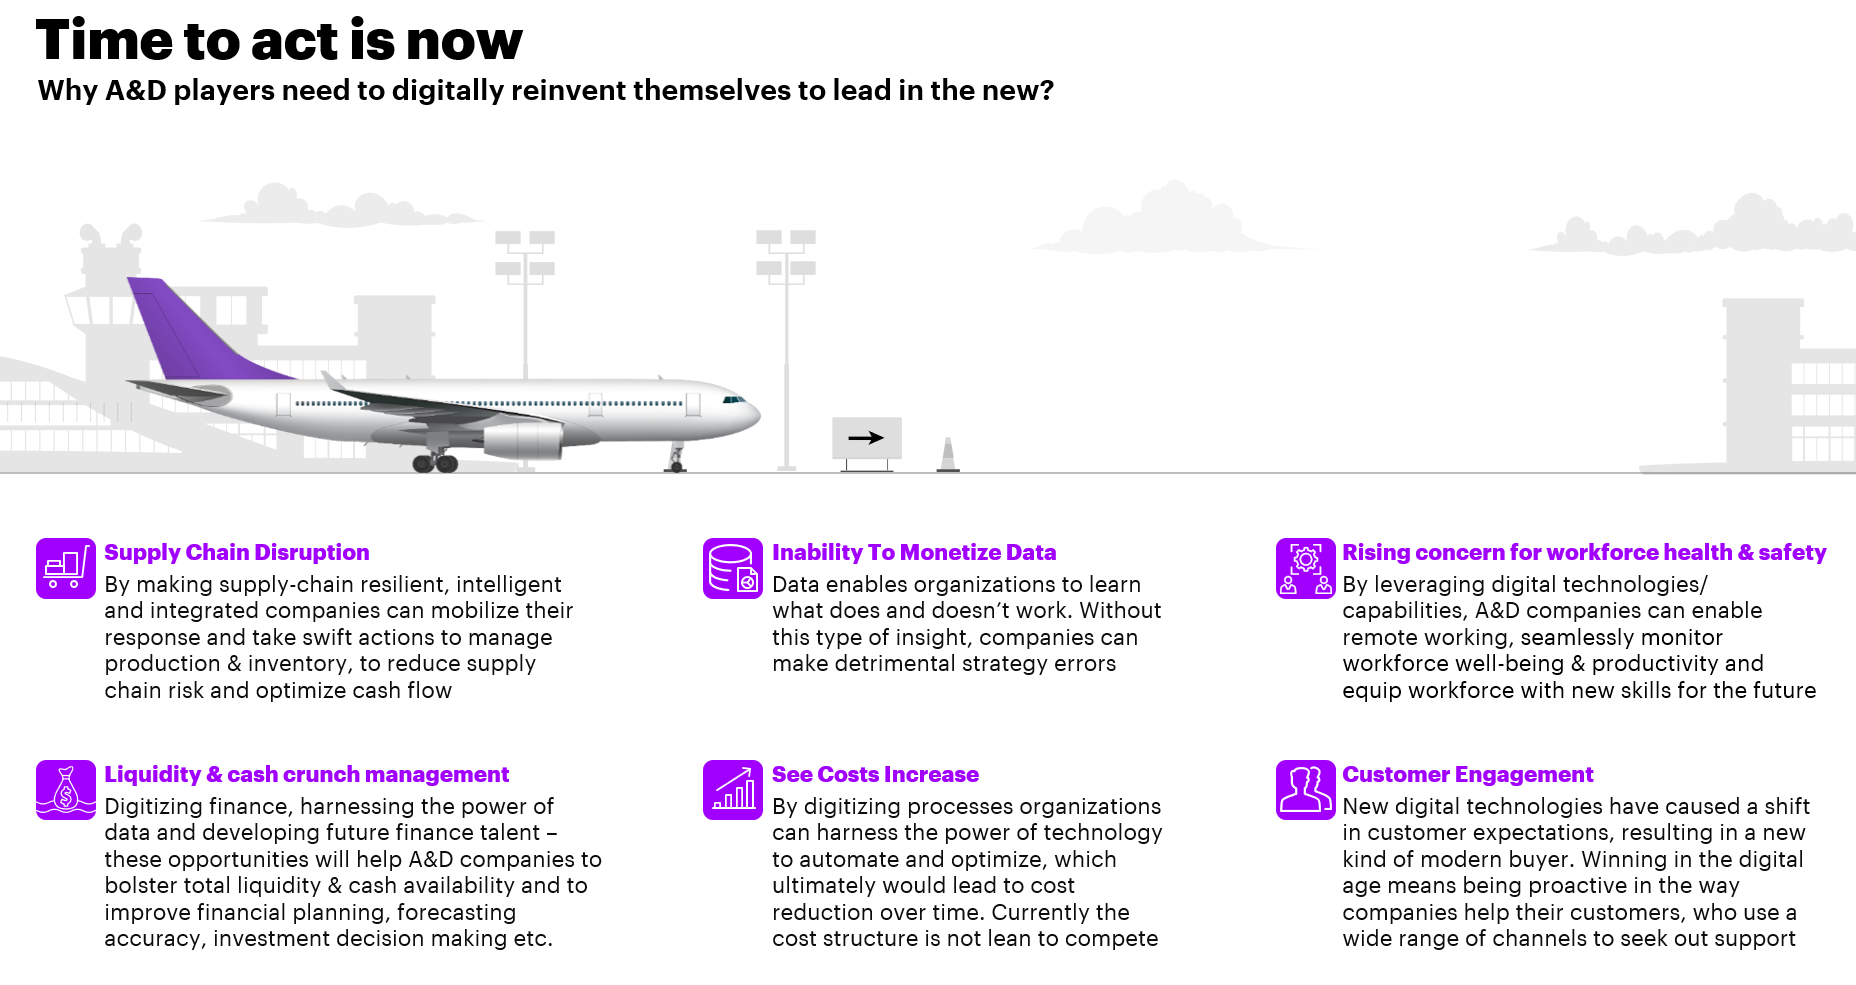 Time to act is now
Why A&D players need to digitally reinvent themselves to lead in the new?
Supply Chain Disruption
By making supply-chain resilient, intelligent
and integrated companies can mobilize their
response and take swift actions to manage
production & inventory, to reduce supply
chain risk and optimize cash flow
Inability To Monetize Data
Data enables organizations to learn
what does and doesn’t work. Without
this type of insight, companies can
make detrimental strategy errors
Rising concern for workforce health & safety
By leveraging digital technologies/
capabilities, A&D companies can enable
remote working, seamlessly monitor
workforce well-being & productivity and
equip workforce with new skills for the future
Liquidity & cash crunch management
Digitizing finance, harnessing the power of
data and developing future finance talent –
these opportunities will help A&D companies to
bolster total liquidity & cash availability and to
improve financial planning, forecasting
accuracy, investment decision making etc.
See Costs Increase
By digitizing processes organizations
can harness the power of technology
to automate and optimize, which
ultimately would lead to cost
reduction over time. Currently the
cost structure is not lean to compete
Customer Engagement
New digital technologies have caused a shift
in customer expectations, resulting in a new
kind of modern buyer. Winning in the digital
age means being proactive in the way
companies help their customers, who use a
wide range of channels to seek out support